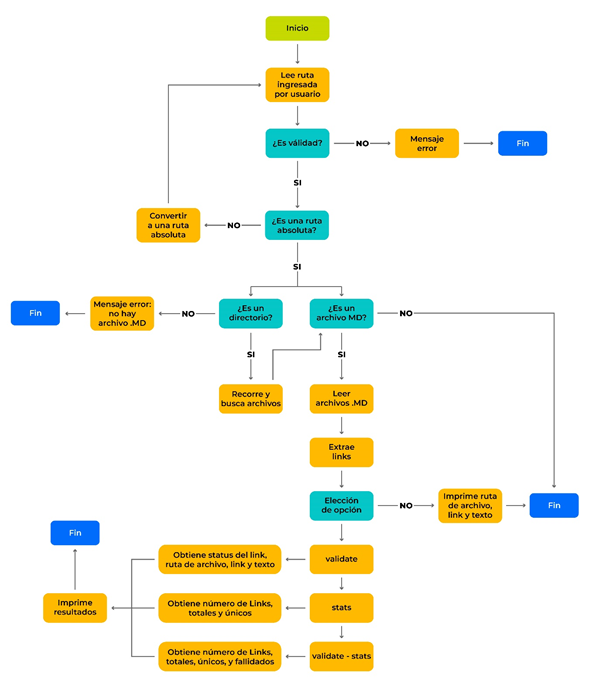 Inicio
Lee ruta
ingresada
por usuario
¿Es válidad?
NO
Mensaje
error
Fin
SI
Convertir
a una ruta
absoluta
NO
¿Es una ruta
absoluta?
SI
Fin
Mensaje error:
no hay
archivo .MD
NO
¿Es un
directorio?
¿Es un
archivo MD?
NO
SI
SI
Recorre y
busca archivos
Leer
archivos .MD
Extrae
links
Elección
de opción
NO
Imprime ruta
de archivo,
link y texto
Fin
Fin
Obtiene status del link,
ruta de archivo, link y texto
validate
Imprime
resultados
Obtiene número de Links,
totales y únicos
stats
Obtiene número de Links,
totales, únicos, y fallidados
validate - stats